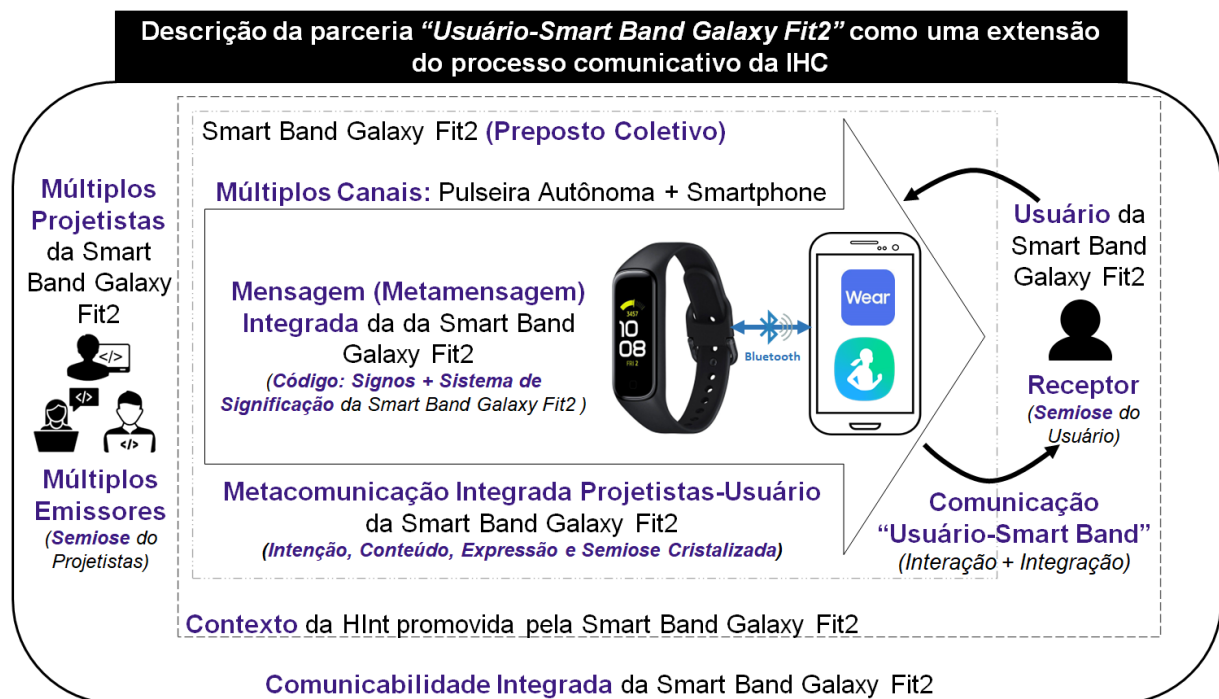 Descrição da parceria “Usuário-Smart Band Galaxy Fit2” como uma extensão
do processo comunicativo da IHC
Smart Band Galaxy Fit2 (Preposto Coletivo)
Múltiplos Canais: Pulseira Autônoma + Smartphone
Múltiplos
Projetistas
da Smart
Band Galaxy
Fit2
</>
</>
</>
</>
Múltiplos
Emissores
(Semiose do
Projetistas)
Mensagem (Metamensagem)
Integrada da da Smart Band
Galaxy Fit2
(Código: Signos + Sistema de
Significação da Smart Band Galaxy Fit2 )
3457
10
08
FRI 2
Bluetooth
Wear
Usuário da
Smart Band
Galaxy Fit2
Receptor
(Semiose do
Usuário)
Metacomunicação Integrada Projetistas-Usuário
da Smart Band Galaxy Fit2
(Intenção, Conteúdo, Expressão e Semiose Cristalizada)
Comunicação
“Usuário-Smart Band”
(Interação + Integração)
Contexto da HInt promovida pela Smart Band Galaxy Fit2
Comunicabilidade Integrada da Smart Band Galaxy Fit2